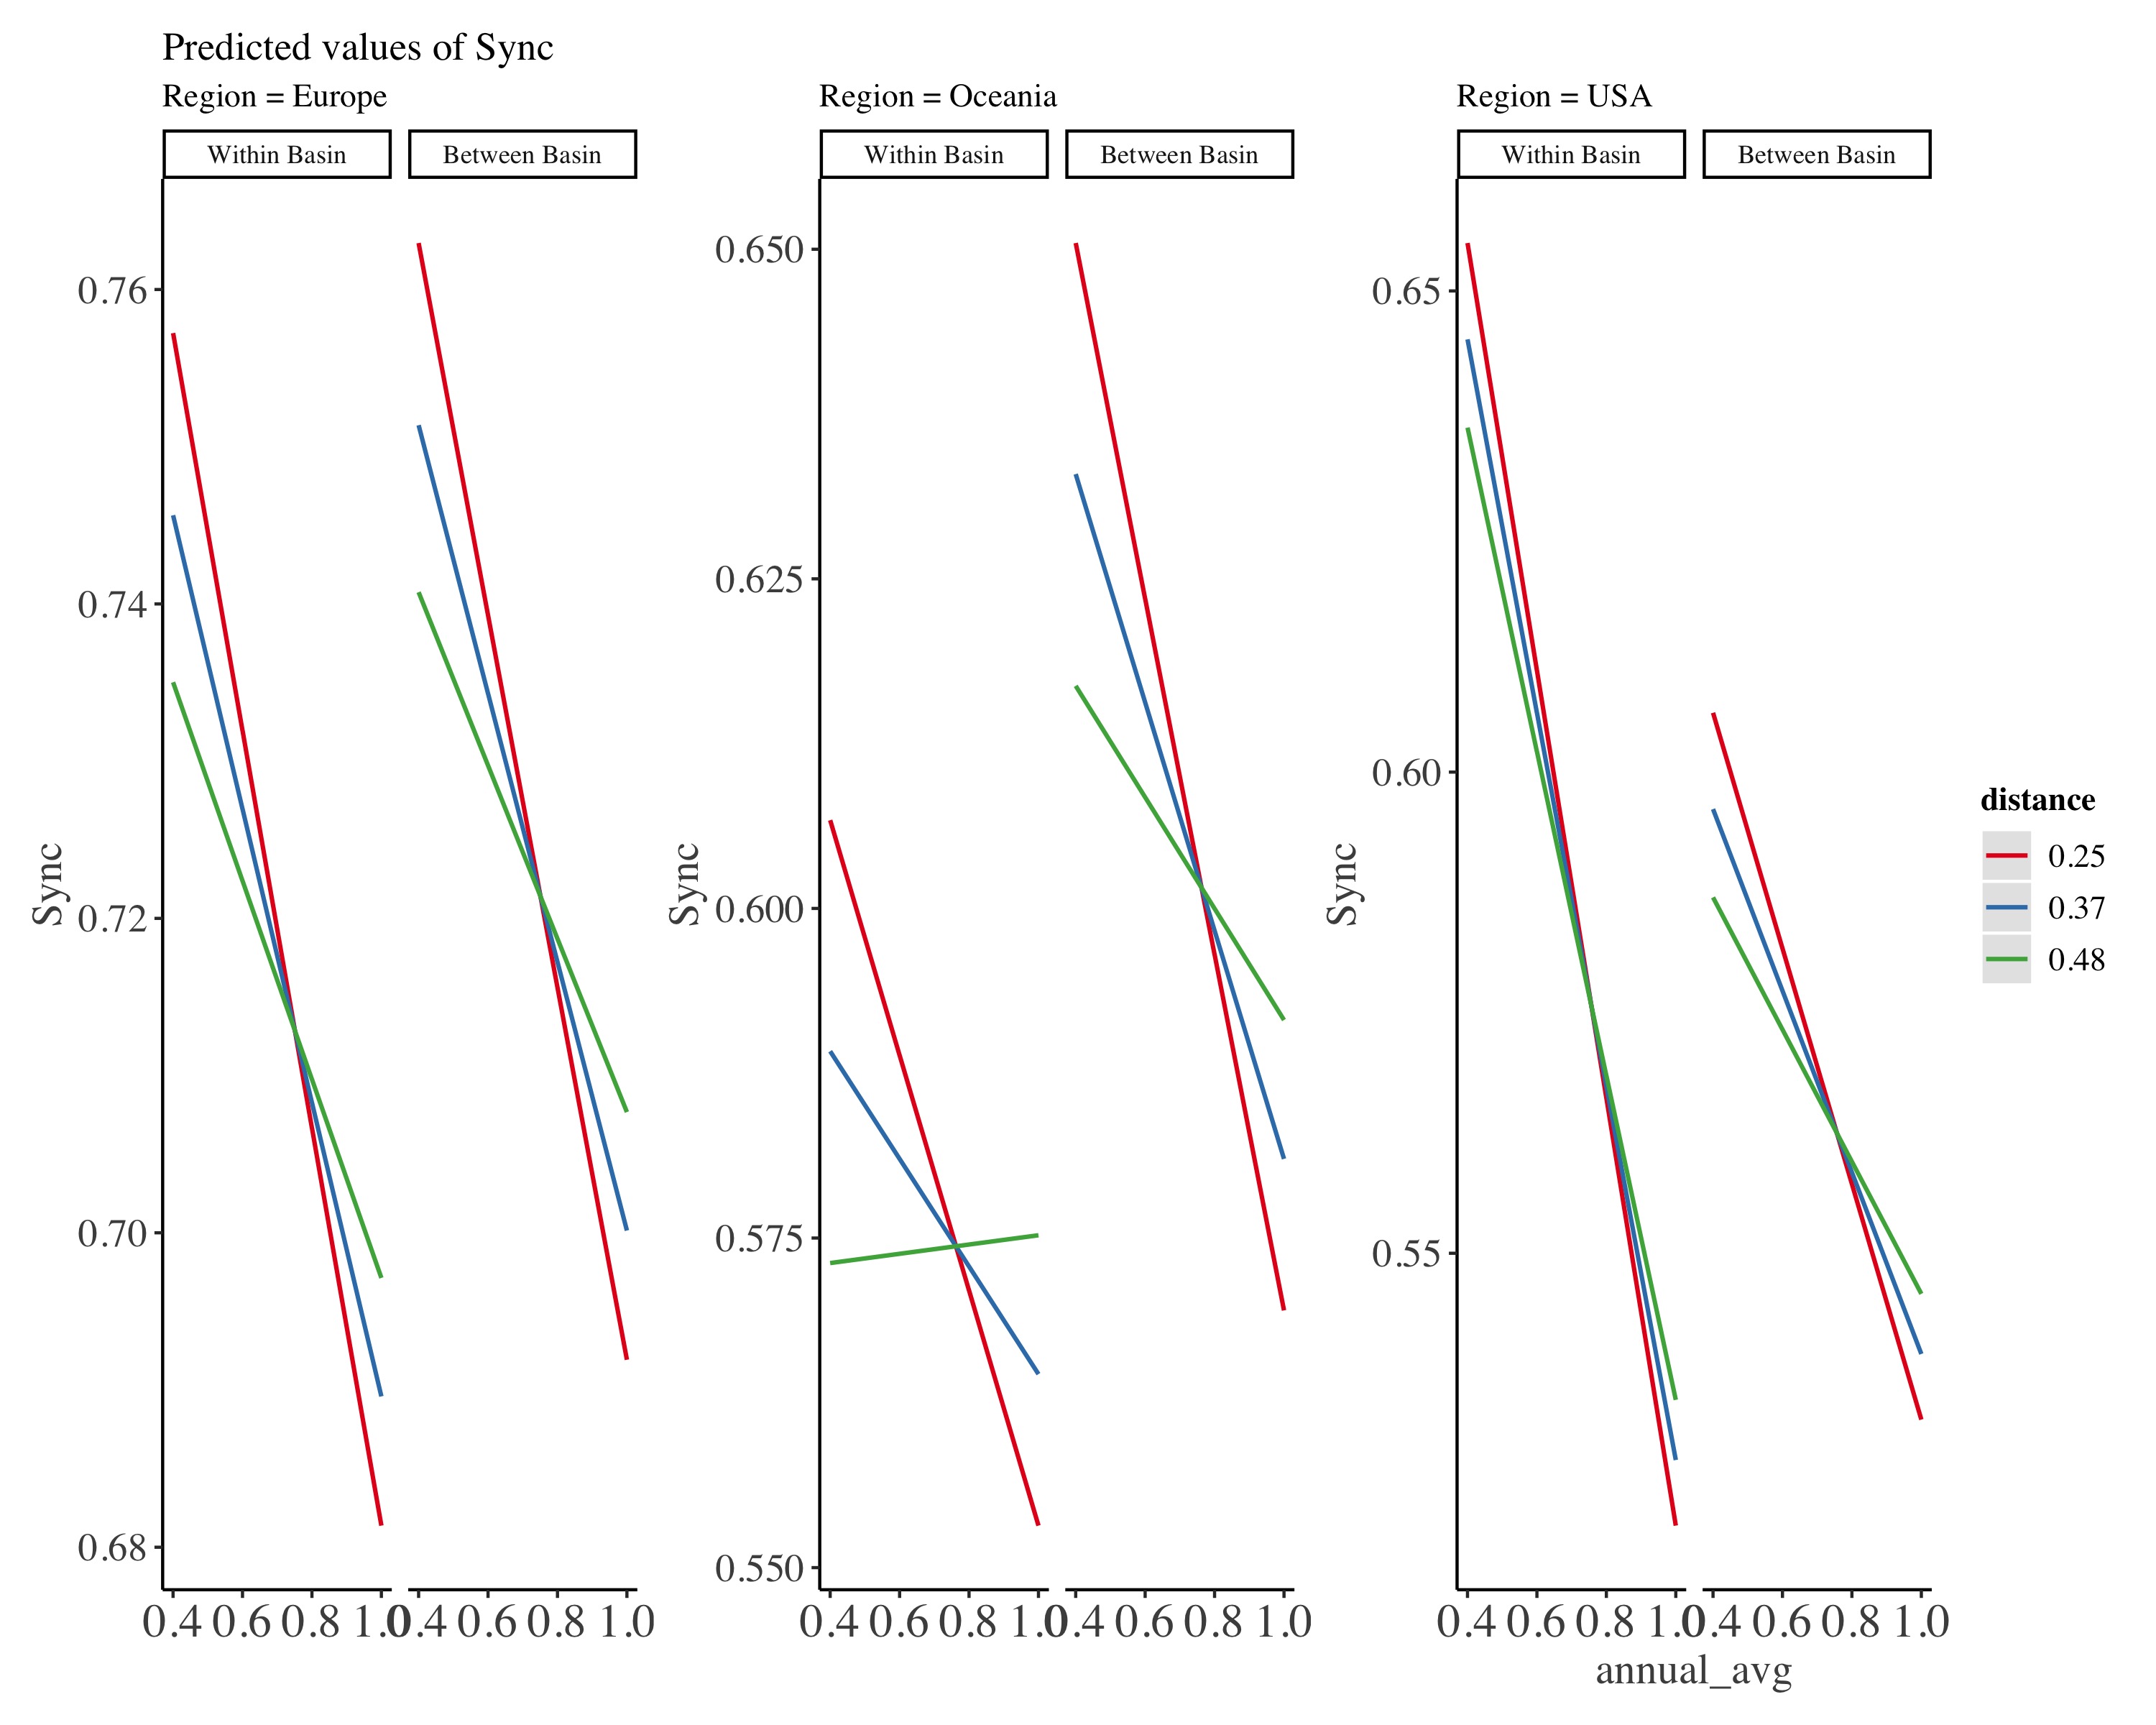 Predicted values of Sync
Region = Europe
Region = Oceania
Region = USA
Within Basin
Between Basin
Within Basin
Between Basin
Within Basin
Between Basin
Sync
0.76
0.74
0.72
0.70
0.68
0.4 0.6 0.8 1.0
0.4 0.6 0.8 1.0
Sync
0.650
0.625
0.600
0.575
0.550
0.4 0.6 0.8 1.0
0.4 0.6 0.8 1.0
Sync
0.65
0.60
0.55
0.4 0.6 0.8 1.0
0.4 0.6 0.8 1.0
annual_avg
distance
0.25
0.37
0.48